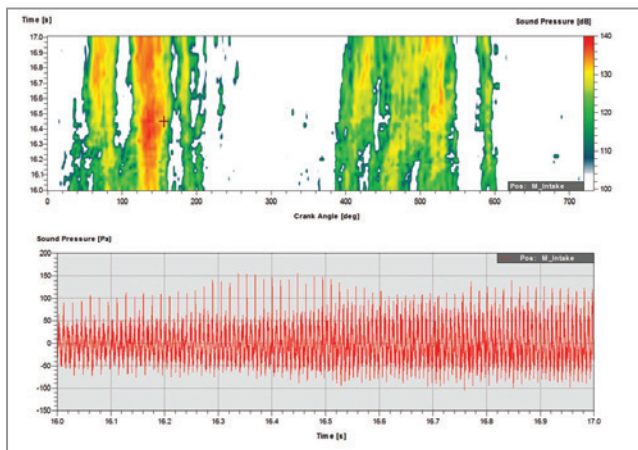 Time [s]
Sound Pressure [dB]
17.0
16.9
16.8
16.7
16.6
16.5
16.4
16.3
16.2
16.1
16.0
140
130
120
110
100
Pos: M_Intake
0 100 200 300 400 500 600 700
Crank Angle [deg]
Sound Pressure [Pa]
Pos: M_Intake
200
150
100
50
0
-50
-100
-150
16.0 16.1 16.2 16.3 16.4 16.5 16.6 16.7 16.8 16.9 17.0
Time [s]